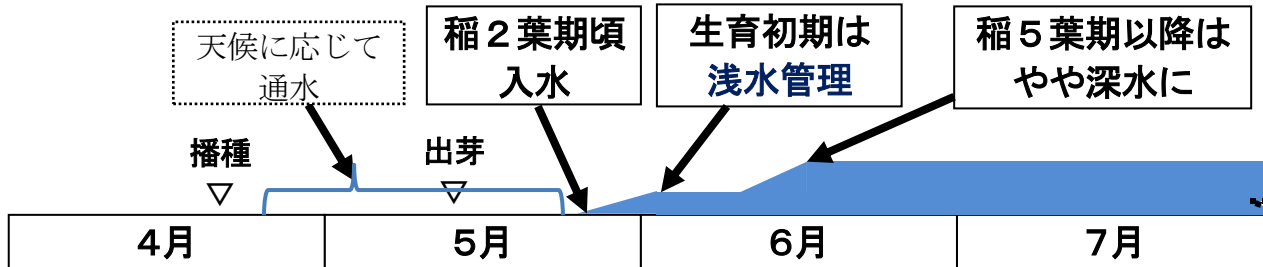 天候に応じて
通水
稲２葉期頃
入水
生育初期は
浅水管理
稲５葉期以降は
やや深水に
播種
出芽
４月
５月
６月
７月